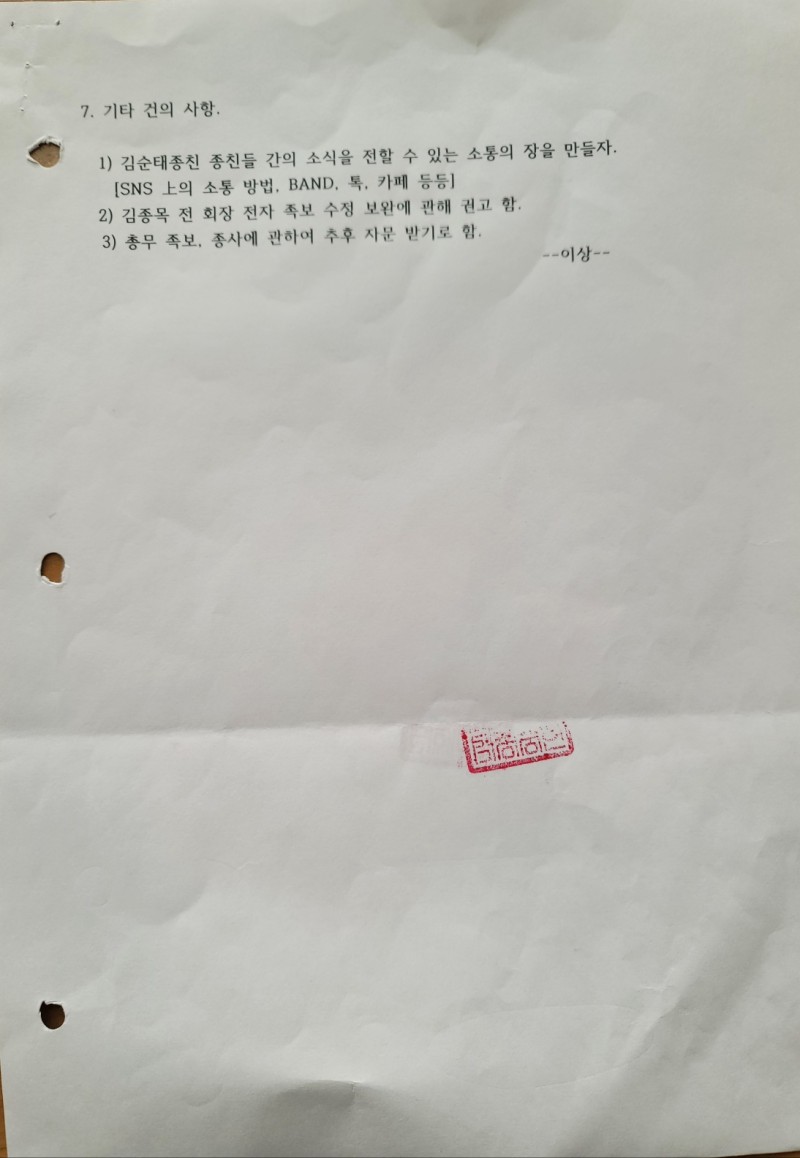 7. 기타 건의 사항.
1) 김순태종친 종친들 간의 소식을 전할 수 있는 소통의 장을 만들자.
[SNS 上의 소통 방법, BAND, 톡, 카페 등등]
2) 김종목 전 회장 전자 족보 수정 보완에 관해 권고 함.
3) 총무 족보, 종사에 관하여 추후 자문 받기로 함.
--이상--